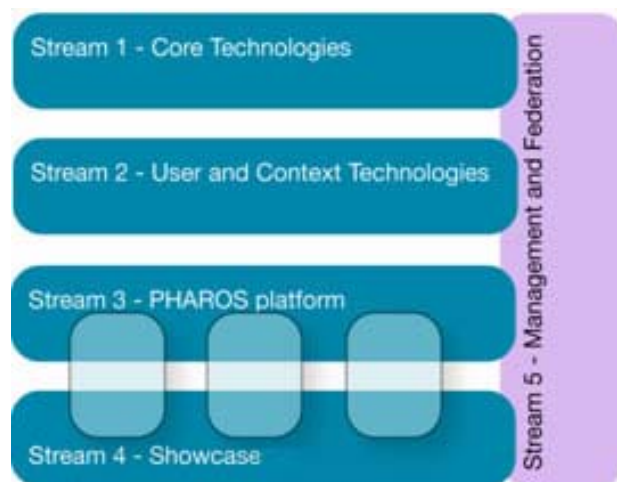 Stream 1 - Core Technologies
Stream 2 - User and Context Technologies
Stream 3 - PHAROS platform
Stream 4 - Showcase
Stream 5 - Management and Federation